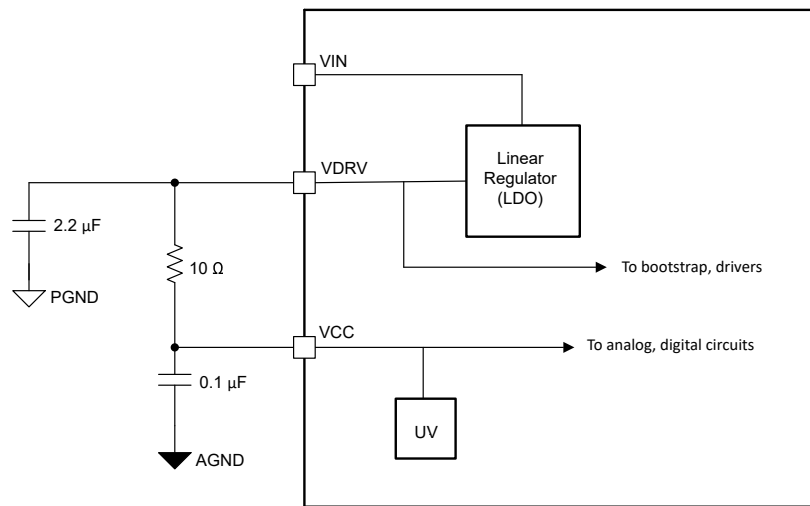 VIN
Linear
Regulator
(LDO)
VDRV
2.2 µF
10 Ω
To bootstrap, drivers
PGND
VCC
To analog, digital circuits
0.1 µF
UV
AGND